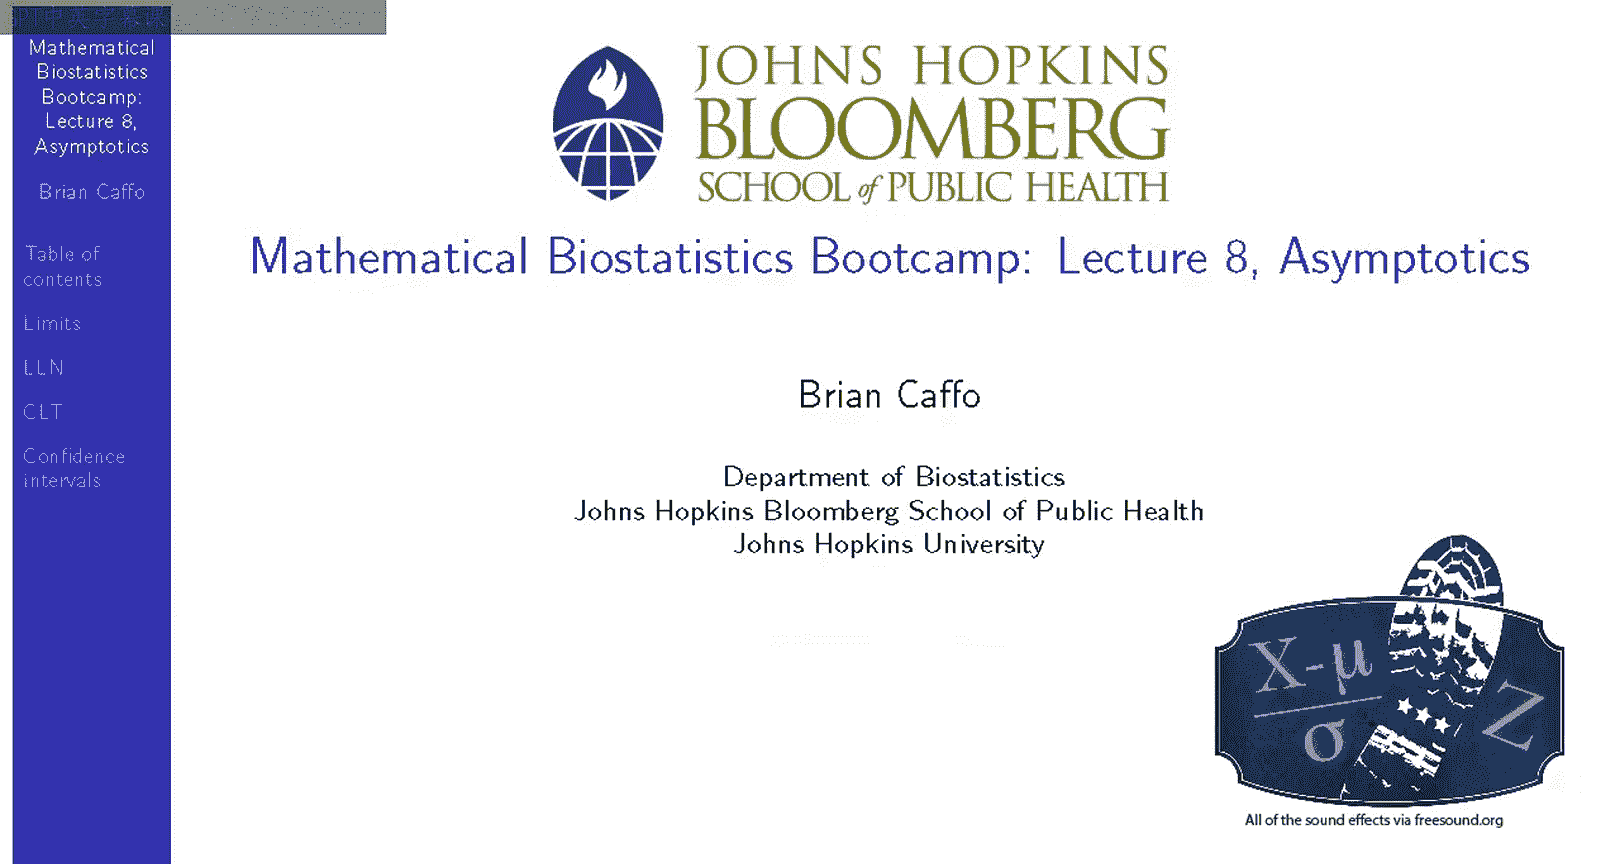 Mathematical
Biostatistics
Bootcamp:
Lecture 8,
Asymptotics
Brian Caffo
Table of
contents
Limits
LLN
CLT
Confidence
intervals
JOHNS HOPKINS
BLOOMBERG
SCHOOL of PUBLIC HEALTH
Mathematical Biostatistics Bootcamp: Lecture 8, Asymptotics
Brian Caffo
Department of Biostatistics
Johns Hopkins Bloomberg School of Public Health
Johns Hopkins University
X-μ
σ
Z
All of the sound effects via freesound.org